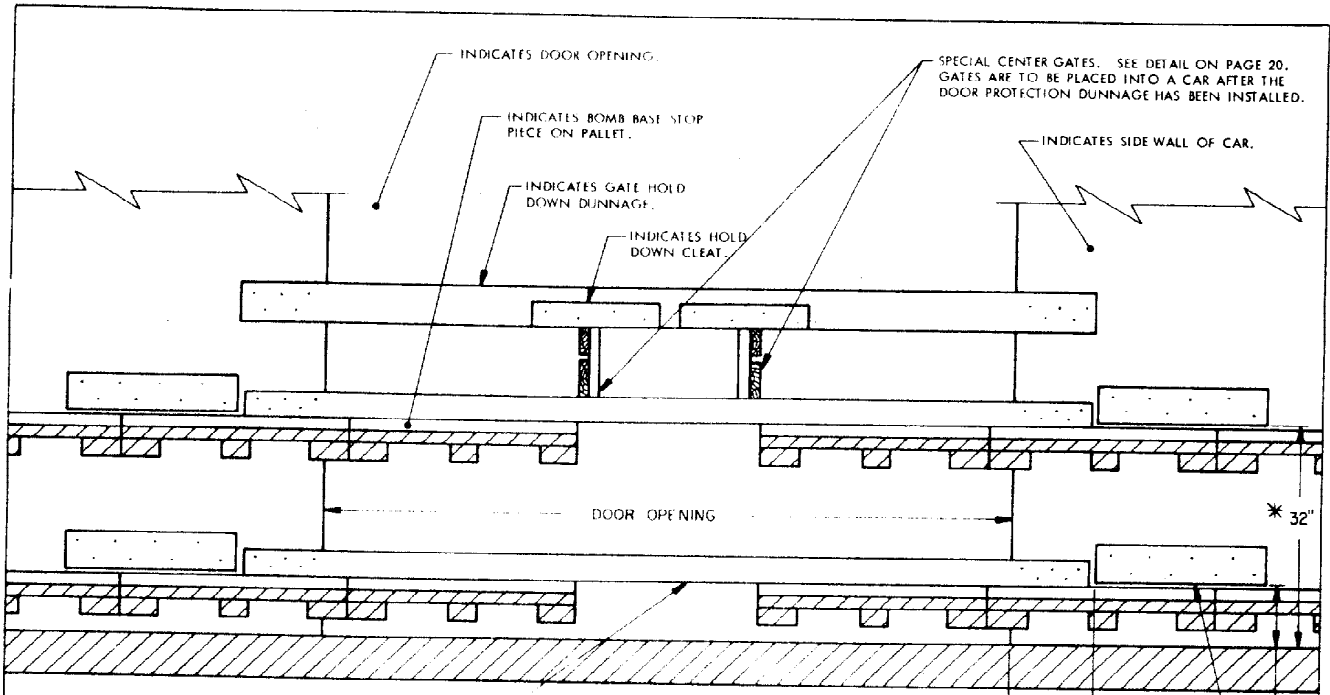 INDICATES DOOR OPENING.
SPECIAL CENTER GATES. SEE DETAIL ON PAGE 20.
GATES ARE TO BE PLACED INTO A CAR AFTER THE
DOOR PROTECTION DUNNAGE HAS BEEN INSTALLED.
INDICATES BOMB BASE STOP
PIECE ON PALLET.
INDICATES SIDE WALL OF CAR.
INDICATES GATE HOLD
DOWN DUNNAGE.
INDICATES HOLD
DOWN CLEAT.
DOOR OPENING
* 32"